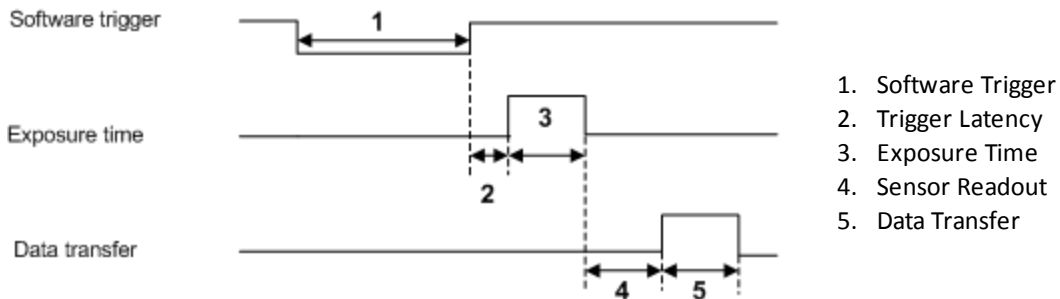 Software trigger
1
Exposure time
3
2
Data transfer
4
5
1. Software Trigger
2. Trigger Latency
3. Exposure Time
4. Sensor Readout
5. Data Transfer